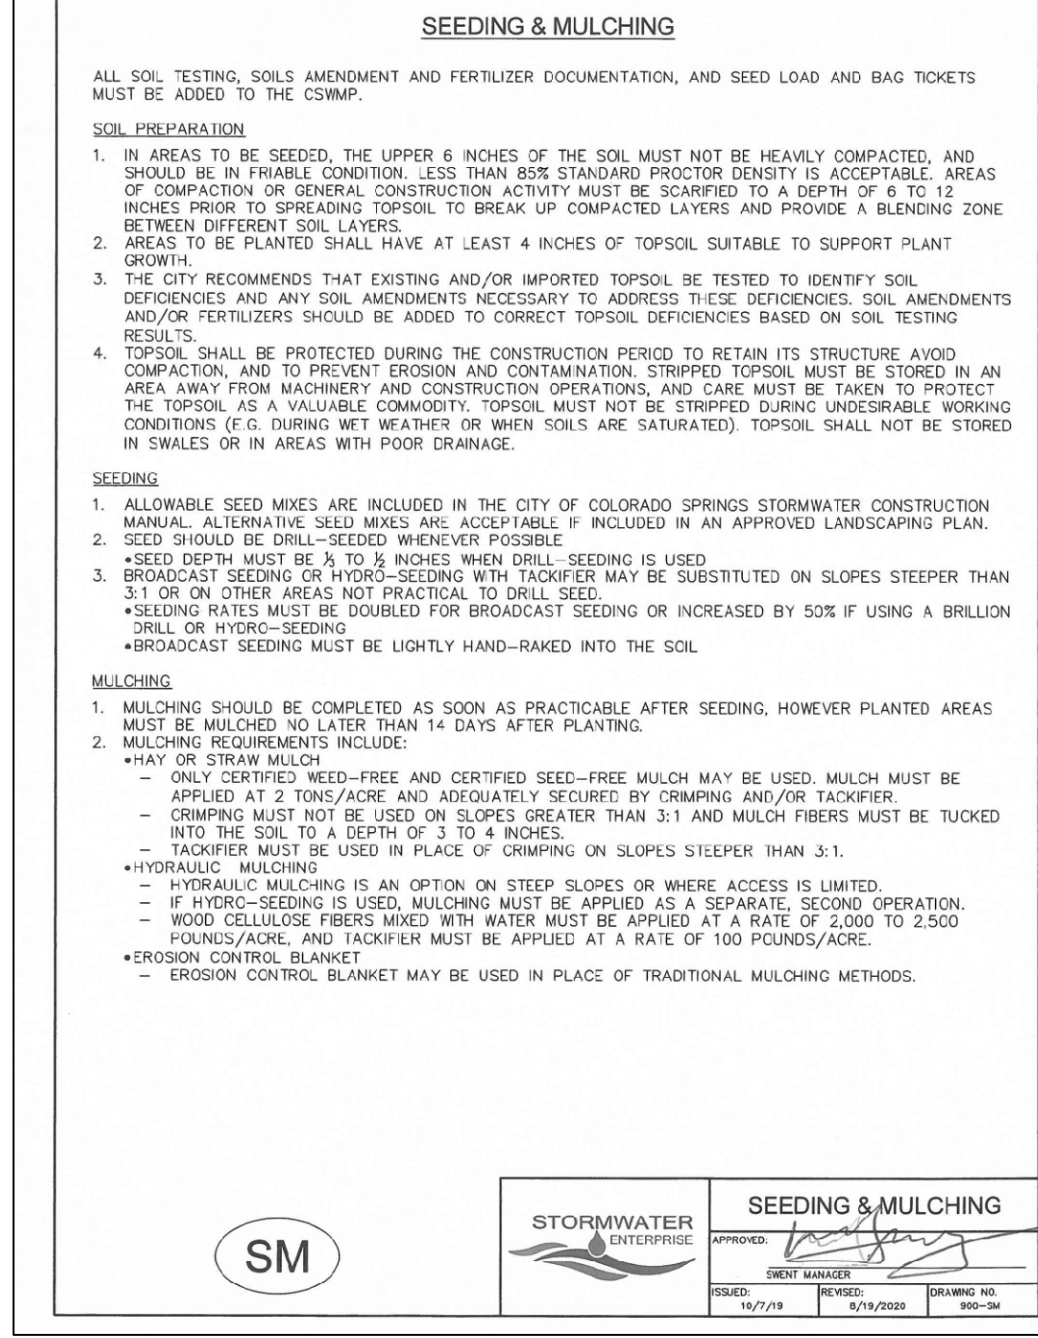 SEEDING & MULCHING
ALL SOIL TESTING, SOILS AMENDMENT AND FERTILIZER DOCUMENTATION, AND SEED LOAD AND BAG TICKETS
MUST BE ADDED TO THE CSWMP.
SOIL PREPARATION
1. IN AREAS TO BE SEEDED, THE UPPER 6 INCHES OF THE SOIL MUST NOT BE HEAVILY COMPACTED, AND
SHOULD BE IN FRIABLE CONDITION. LESS THAN 85% STANDARD PROCTOR DENSITY IS ACCEPTABLE. AREAS
OF COMPACTION OR GENERAL CONSTRUCTION ACTIVITY MUST BE SCARIFIED TO A DEPTH OF 6 TO 12
INCHES PRIOR TO SPREADING TOPSOIL TO BREAK UP COMPACTED LAYERS AND PROVIDE A BLENDING ZONE
BETWEEN DIFFERENT SOIL LAYERS.
2. AREAS TO BE PLANTED SHALL HAVE AT LEAST 4 INCHES OF TOPSOIL SUITABLE TO SUPPORT PLANT
GROWTH.
3. THE CITY RECOMMENDS THAT EXISTING AND/OR IMPORTED TOPSOIL BE TESTED TO IDENTIFY SOIL
DEFICIENCIES AND ANY SOIL AMENDMENTS NECESSARY TO ADDRESS THESE DEFICIENCIES. SOIL AMENDMENTS
AND/OR FERTILIZERS SHOULD BE ADDED TO CORRECT TOPSOIL DEFICIENCIES BASED ON SOIL TESTING
RESULTS.
4. TOPSOIL SHALL BE PROTECTED DURING THE CONSTRUCTION PERIOD TO RETAIN ITS STRUCTURE AVOID
COMPACTION, AND TO PREVENT EROSION AND CONTAMINATION. STRIPPED TOPSOIL MUST BE STORED IN AN
AREA AWAY FROM MACHINERY AND CONSTRUCTION OPERATIONS, AND CARE MUST BE TAKEN TO PROTECT
THE TOPSOIL AS A VALUABLE COMMODITY. TOPSOIL MUST NOT BE STRIPPED DURING UNDESIRABLE WORKING
CONDITIONS (E.G. DURING WET WEATHER OR WHEN SOILS ARE SATURATED). TOPSOIL SHALL NOT BE STORED
IN SWALES OR IN AREAS WITH POOR DRAINAGE.
SEEDING
1. ALLOWABLE SEED MIXES ARE INCLUDED IN THE CITY OF COLORADO SPRINGS STORMWATER CONSTRUCTION
MANUAL. ALTERNATIVE SEED MIXES ARE ACCEPTABLE IF INCLUDED IN AN APPROVED LANDSCAPING PLAN.
2. SEED SHOULD BE DRILL-SEEDED WHENEVER POSSIBLE
•SEED DEPTH MUST BE ⅓ TO ½ INCHES WHEN DRILL-SEEDING IS USED
3. BROADCAST SEEDING OR HYDRO-SEEDING WITH TACKIFIER MAY BE SUBSTITUTED ON SLOPES STEEPER THAN
3:1 OR ON OTHER AREAS NOT PRACTICAL TO DRILL SEED.
•SEEDING RATES MUST BE DOUBLED FOR BROADCAST SEEDING OR INCREASED BY 50% IF USING A BRILLION
DRILL OR HYDRO-SEEDING
•BROADCAST SEEDING MUST BE LIGHTLY HAND-RAKED INTO THE SOIL
MULCHING
1. MULCHING SHOULD BE COMPLETED AS SOON AS PRACTICABLE AFTER SEEDING, HOWEVER PLANTED AREAS
MUST BE MULCHED NO LATER THAN 14 DAYS AFTER PLANTING.
2. MULCHING REQUIREMENTS INCLUDE:
•HAY OR STRAW MULCH
– ONLY CERTIFIED WEED-FREE AND CERTIFIED SEED-FREE MULCH MAY BE USED. MULCH MUST BE
APPLIED AT 2 TONS/ACRE AND ADEQUATELY SECURED BY CRIMPING AND/OR TACKIFIER.
– CRIMPING MUST NOT BE USED ON SLOPES GREATER THAN 3:1 AND MULCH FIBERS MUST BE TUCKED
INTO THE SOIL TO A DEPTH OF 3 TO 4 INCHES.
– TACKIFIER MUST BE USED IN PLACE OF CRIMPING ON SLOPES STEEPER THAN 3:1.
•HYDRAULIC MULCHING
– HYDRAULIC MULCHING IS AN OPTION ON STEEP SLOPES OR WHERE ACCESS IS LIMITED.
– IF HYDRO-SEEDING IS USED, MULCHING MUST BE APPLIED AS A SEPARATE, SECOND OPERATION.
– WOOD CELLULOSE FIBERS MIXED WITH WATER MUST BE APPLIED AT A RATE OF 2,000 TO 2,500
POUNDS/ACRE, AND TACKIFIER MUST BE APPLIED AT A RATE OF 100 POUNDS/ACRE.
•EROSION CONTROL BLANKET
– EROSION CONTROL BLANKET MAY BE USED IN PLACE OF TRADITIONAL MULCHING METHODS.
SM
STORMWATER
ENTERPRISE
SEEDING & MULCHING
APPROVED:
SWENT MANAGER
ISSUED:
10/7/19
REVISED:
8/19/2020
DRAWING NO.
900-SM